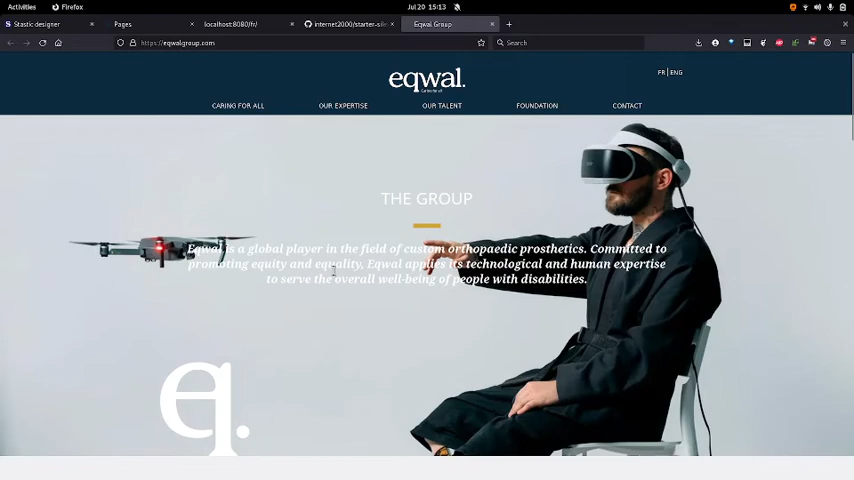 Activities
Firefox
Jul 20 15:13
Stastic designer
Pages
localhost:8080/fr/
internet2000/starter-sile
Eqwal Group
https://eqwalgroup.com
Search
eqwal.
FR | ENG
CARING FOR ALL
OUR EXPERTISE
OUR TALENT
FOUNDATION
CONTACT
THE GROUP
Eqwal is a global player in the field of custom orthopaedic prosthetics. Committed to
promoting equity and equality, Eqwal applies its technological and human expertise
to serve the overall well-being of people with disabilities.
e.